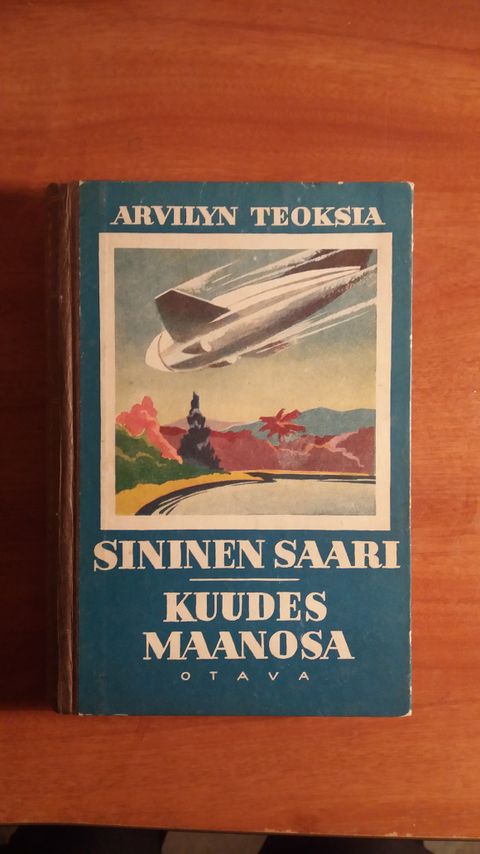 ARVILYN TEOKSIA
SININEN SAARI
KUUDES
MAANOSA
OTAVA